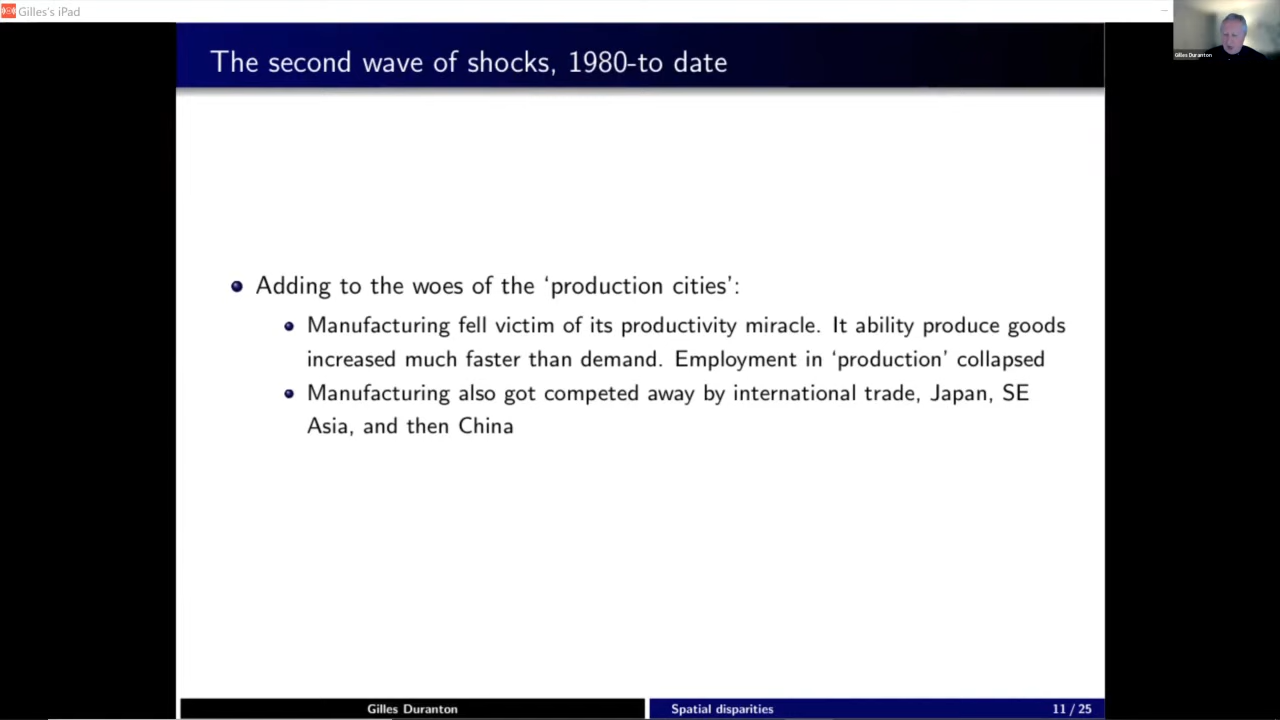 Gilles's iPad
Gilles Duranton
The second wave of shocks, 1980-to date
Adding to the woes of the ‘production cities’:
Manufacturing fell victim of its productivity miracle. It ability produce goods
increased much faster than demand. Employment in ‘production’ collapsed
Manufacturing also got competed away by international trade, Japan, SE
Asia, and then China
Gilles Duranton
Spatial disparities
11 / 25